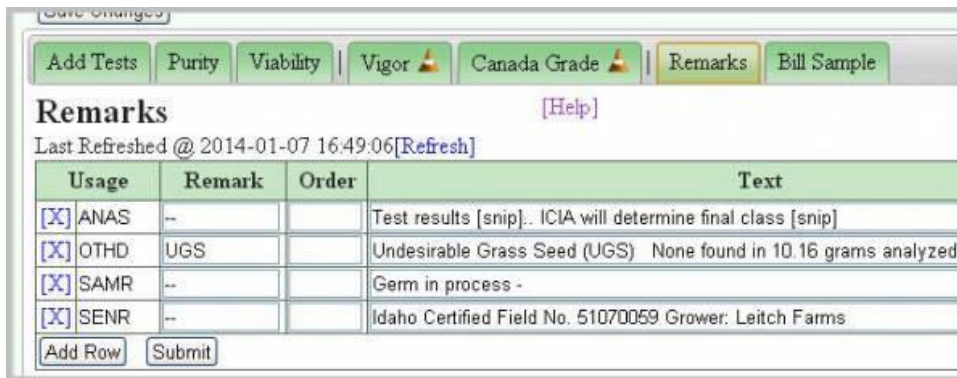 Save Changes
Add Tests Purity Viability | Vigor Canada Grade | Remarks Bill Sample
Remarks [Help]
Last Refreshed @ 2014-01-07 16:49:06[Refresh]
Usage Remark Order Text
[X] ANAS -- Test results [snip].. ICIA will determine final class [snip]
[X] OTHD UGS Undesirable Grass Seed (UGS) None found in 10.16 grams analyzed
[X] SAMR -- Germ in process -
[X] SENR -- Idaho Certified Field No. 51070059 Grower: Leitch Farms
Add Row Submit